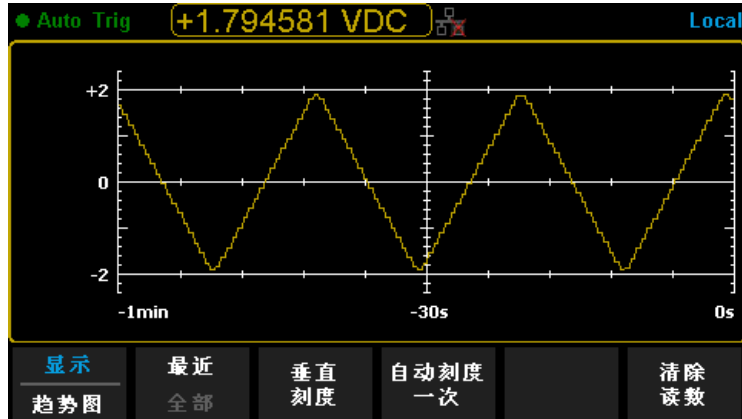 Auto Trig +1.794581 VDC Local
+2
0
-2
-1min -30s 0s
显示 最近 垂直 自动刻度 清除
趋势图 全部 刻度 一次 读数